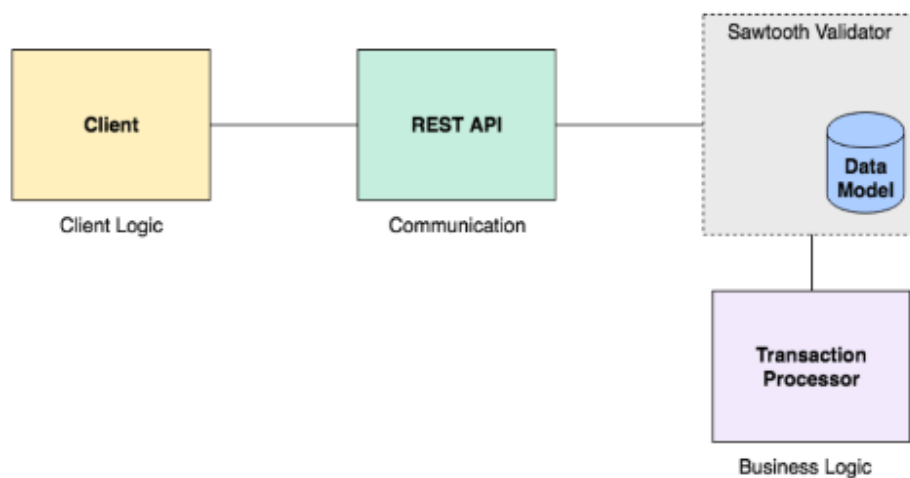 Sawtooth Validator
Client
REST API
Data
Model
Client Logic
Communication
Transaction
Processor
Business Logic